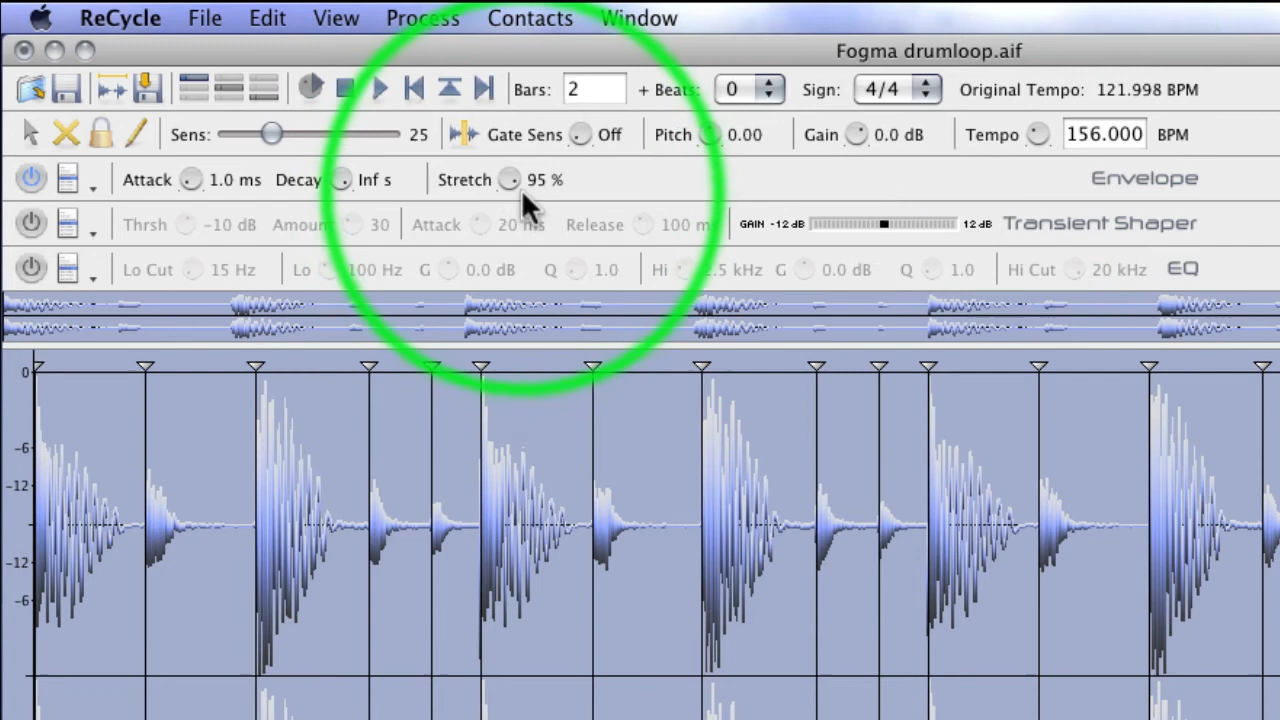 ReCycle File Edit View Process Contacts Window
Fogma drumloop.aif
Bars: 2 + Beats: 0 Sign: 4/4 Original Tempo: 121.998 BPM
Sens: 25 Gate Sens Off Pitch 0.00 Gain 0.0 dB Tempo 156.000 BPM
Attack 1.0 ms Decay Inf s Stretch 95 % Envelope
Thrsh -10 dB Amount 30 Attack 20 ms Release 100 ms GAIN -12 dB 12 dB Transient Shaper
Lo Cut 15 Hz Lo 100 Hz G 0.0 dB Q 1.0 Hi 2.5 kHz G 0.0 dB Q 1.0 Hi Cut 20 kHz EQ
0
-6
-12
-12
-6